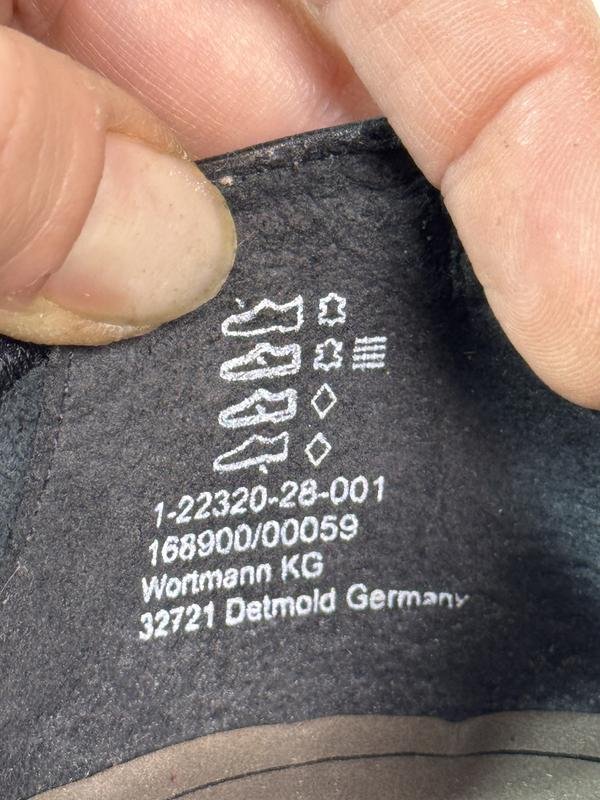 1-22320-28-001
168900/00059
Wortmann KG
32721 Detmold Germany